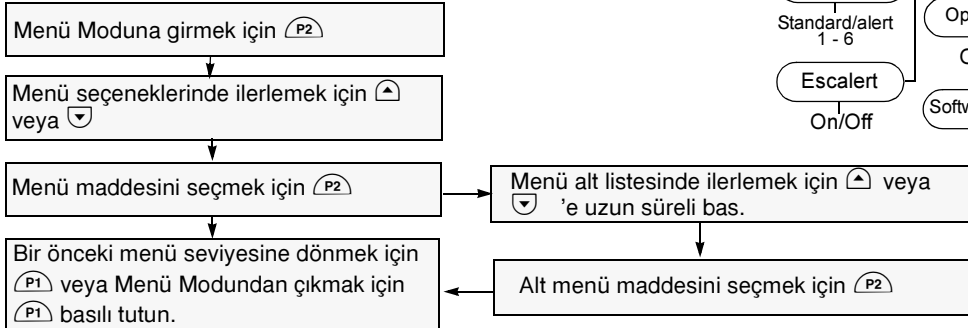 Menü Moduna girmek için P2
Menü seçeneklerinde ilerlemek için
veya
Menü maddesini seçmek için P2
Bir önceki menü seviyesine dönmek için
P1 veya Menü Modundan çıkmak için
P1 basılı tutun.
Menü alt listesinde ilerlemek için veya
'e uzun süreli bas.
Alt menü maddesini seçmek için P2
Standard/alert
1 - 6
Escalert
On/Off